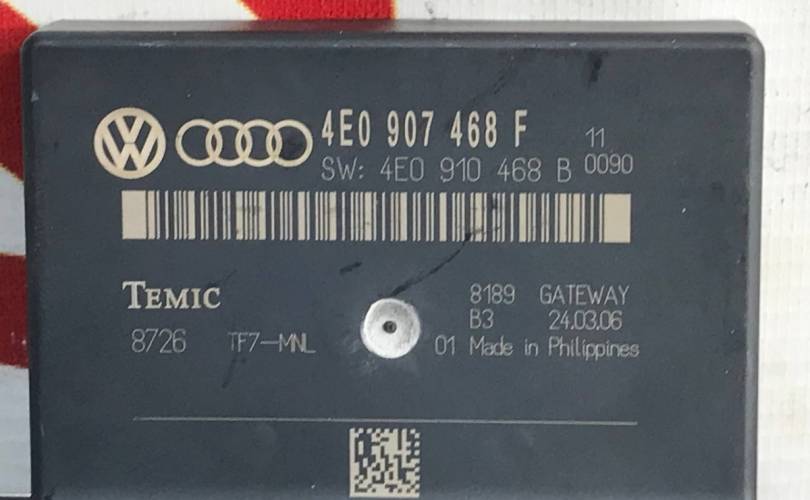 VW 4E0 907 468 F 11
SW: 4E0 910 468 B 0090
TEMIC 8189 GATEWAY
B3 24.03.06
8726 TF7-MNL 01 Made in Philippines